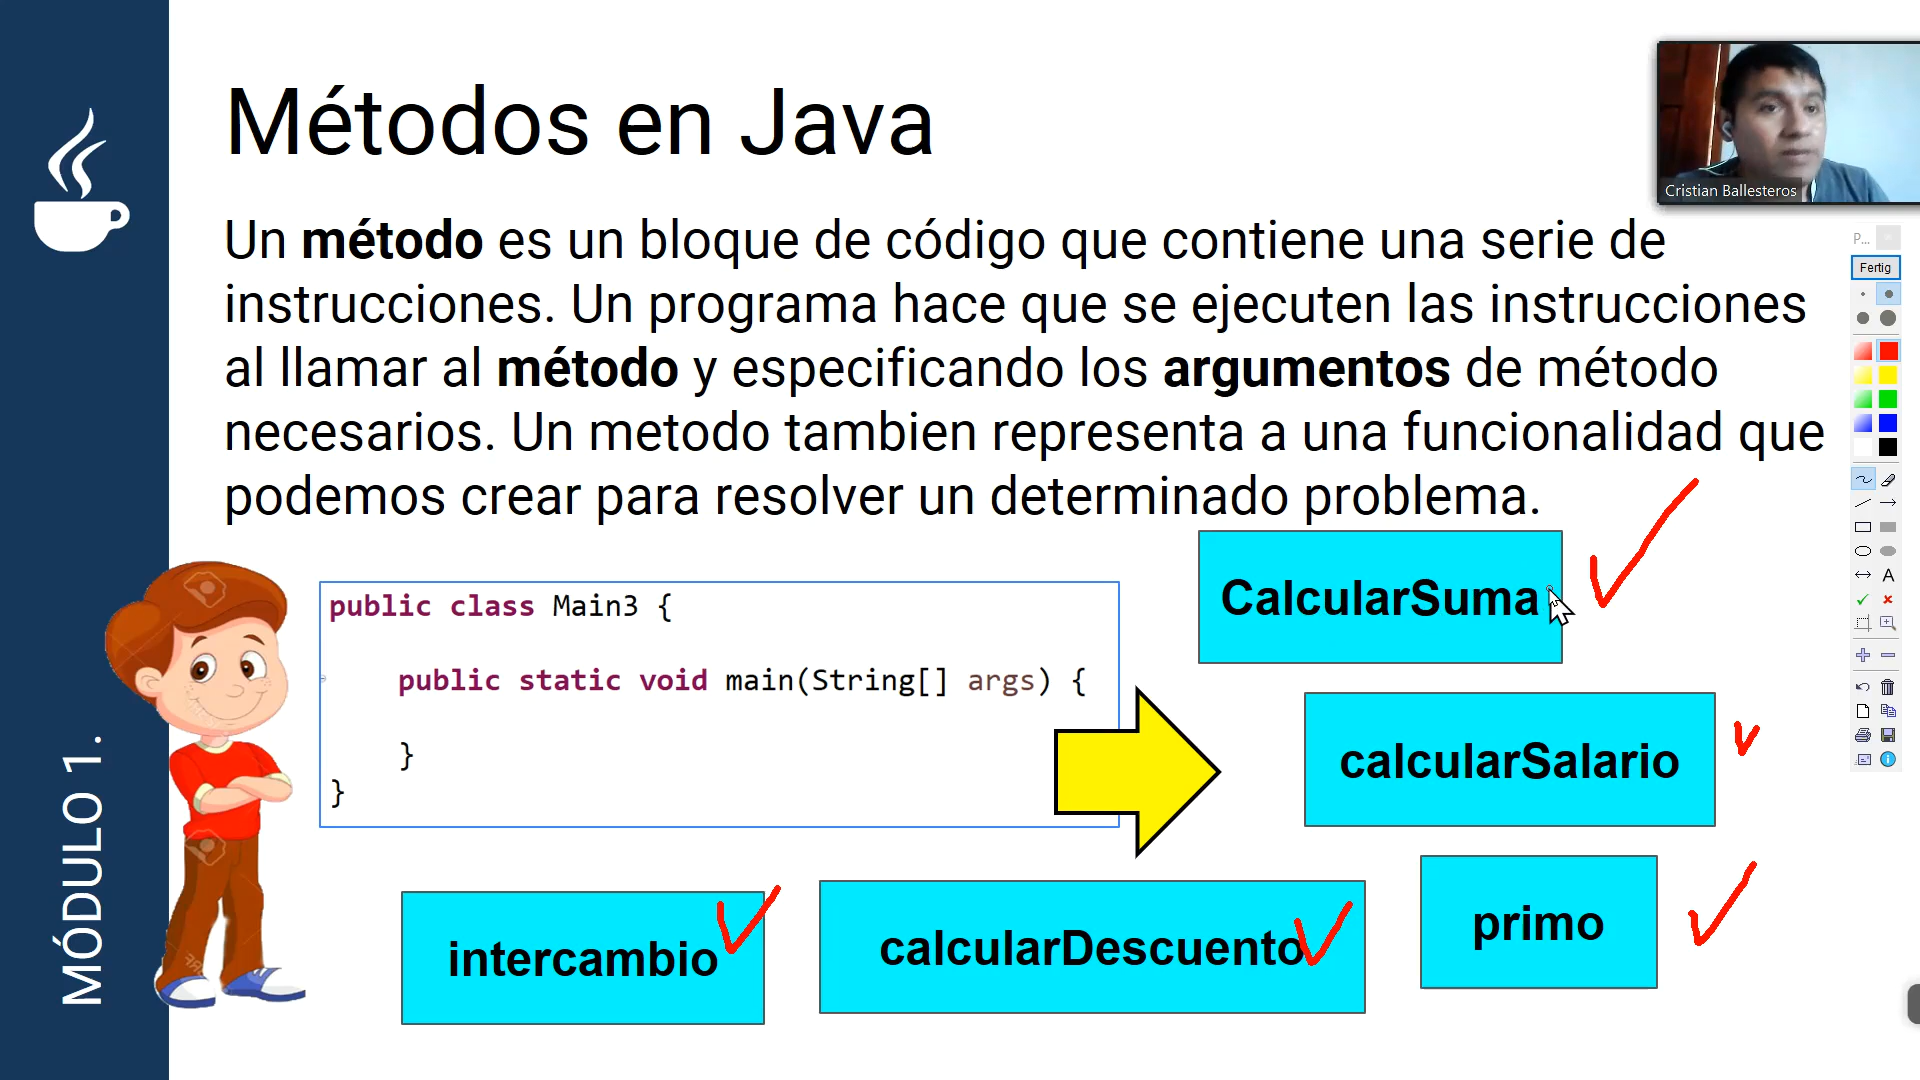 Métodos en Java
Cristian Ballesteros
Un método es un bloque de código que contiene una serie de
instrucciones. Un programa hace que se ejecuten las instrucciones
al llamar al método y especificando los argumentos de método
necesarios. Un metodo tambien representa a una funcionalidad que
podemos crear para resolver un determinado problema.
P...
Fertig
A
public class Main3 {
public static void main(String[] args) {
}
}
CalcularSuma
calcularSalario
primo
intercambio
calcularDescuento
MÓDULO 1.